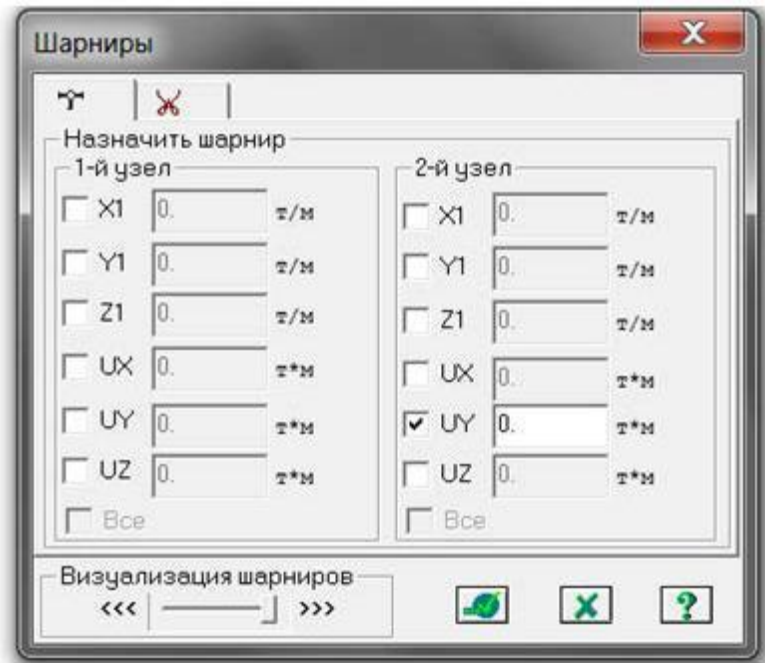 Шарниры
Назначить шарнир
1-й узел
X1 0. т/м
Y1 0. т/м
Z1 0. т/м
UX 0. т*м
UY 0. т*м
UZ 0. т*м
Все
2-й узел
X1 0. т/м
Y1 0. т/м
Z1 0. т/м
UX 0. т*м
UY 0. т*м
UZ 0. т*м
Все
Визуализация шарниров
<<< >>>
?